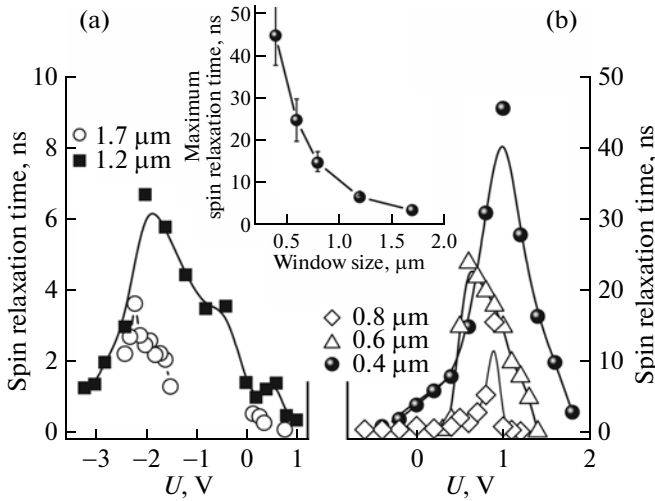 (a)
Spin relaxation time, ns
10
8
6
4
2
0
1.7 μm
1.2 μm
−3
−2
−1
0
1
U, V
Maximum
spin relaxation time, ns
50
40
30
20
10
0
0.5
1.0
1.5
2.0
Window size, μm
(b)
0.8 μm
0.6 μm
0.4 μm
0
1
2
U, V
50
40
30
20
10
0
Spin relaxation time, ns